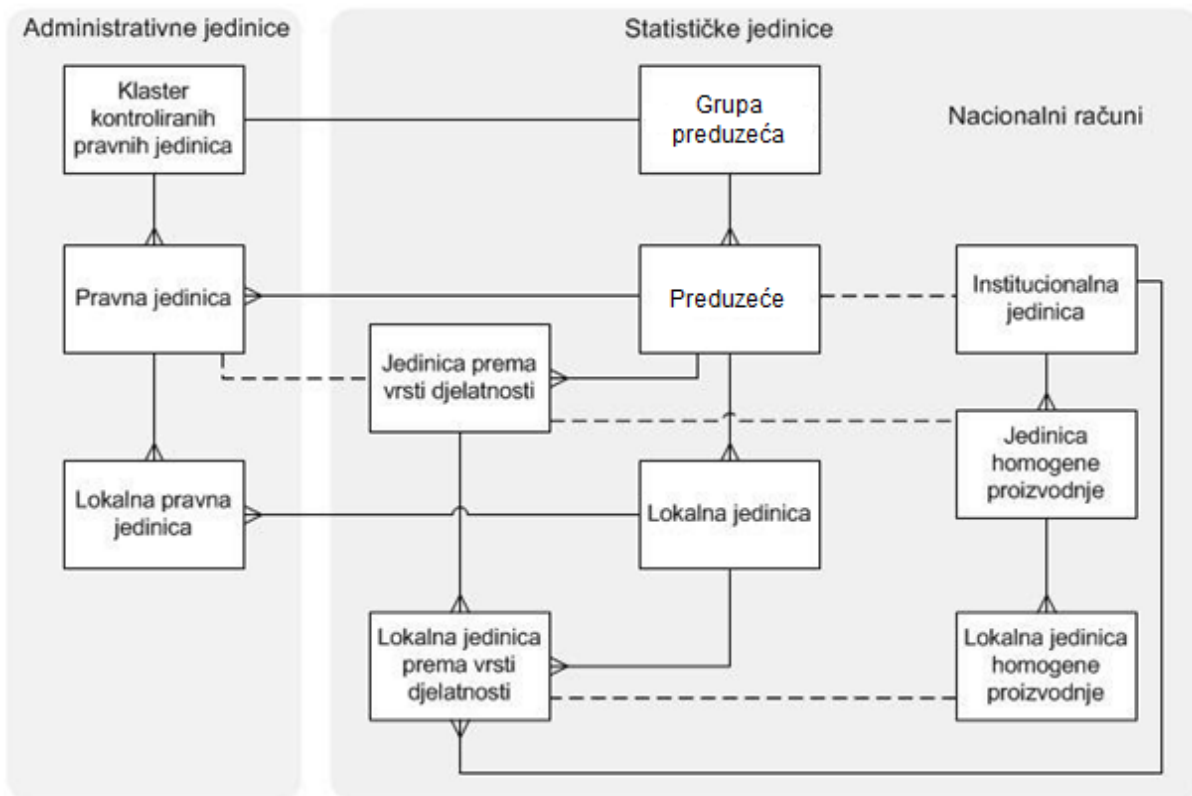 Administrativne jedinice
Statističke jedinice
Klaster
kontroliranih
pravnih jedinica
Grupa
preduzeća
Nacionalni računi
Pravna jedinica
Preduzeće
Institucionalna
jedinica
Jedinica prema
vrsti djelatnosti
Jedinica
homogene
proizvodnje
Lokalna pravna
jedinica
Lokalna jedinica
Lokalna jedinica
prema vrsti
djelatnosti
Lokalna jedinica
homogene
proizvodnje